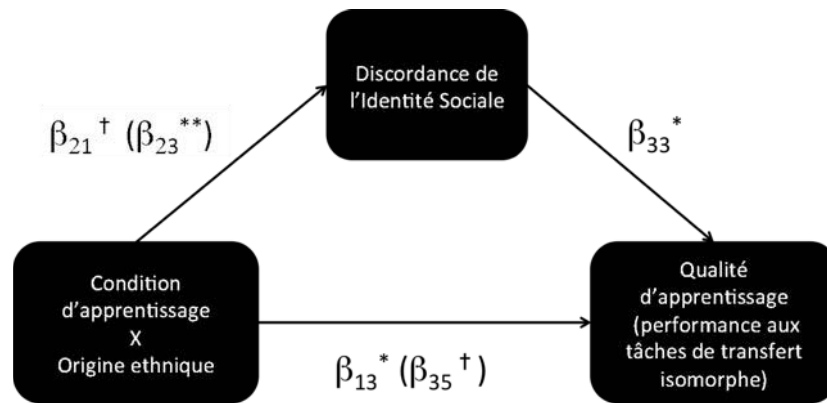 Discordance de
l'Identité Sociale
β₂₁ † (β₂₃**)
β₃₃*
Condition
d'apprentissage
X
Origine ethnique
Qualité
d'apprentissage
(performance aux
tâches de transfert
isomorphe)
β₁₃* (β₃₅†)